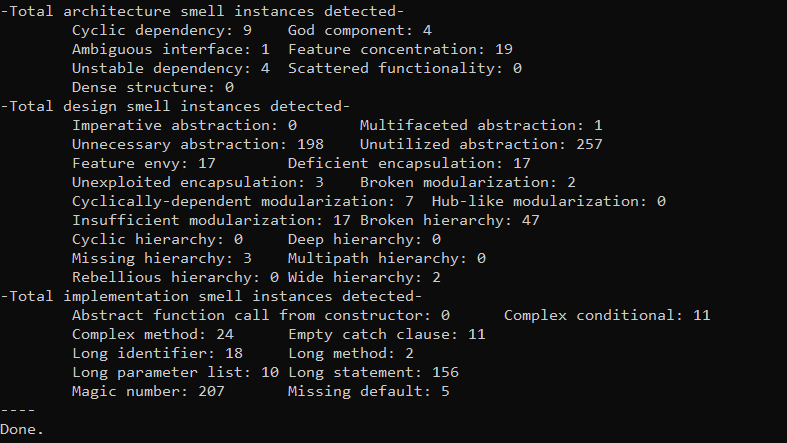 -Total architecture smell instances detected-
Cyclic dependency: 9 God component: 4
Ambiguous interface: 1 Feature concentration: 19
Unstable dependency: 4 Scattered functionality: 0
Dense structure: 0
-Total design smell instances detected-
Imperative abstraction: 0 Multifaceted abstraction: 1
Unnecessary abstraction: 198 Unutilized abstraction: 257
Feature envy: 17 Deficient encapsulation: 17
Unexploited encapsulation: 3 Broken modularization: 2
Cyclically-dependent modularization: 7 Hub-like modularization: 0
Insufficient modularization: 17 Broken hierarchy: 47
Cyclic hierarchy: 0 Deep hierarchy: 0
Missing hierarchy: 3 Multipath hierarchy: 0
Rebellious hierarchy: 0 Wide hierarchy: 2
-Total implementation smell instances detected-
Abstract function call from constructor: 0 Complex conditional: 11
Complex method: 24 Empty catch clause: 11
Long identifier: 18 Long method: 2
Long parameter list: 10 Long statement: 156
Magic number: 207 Missing default: 5
----
Done.